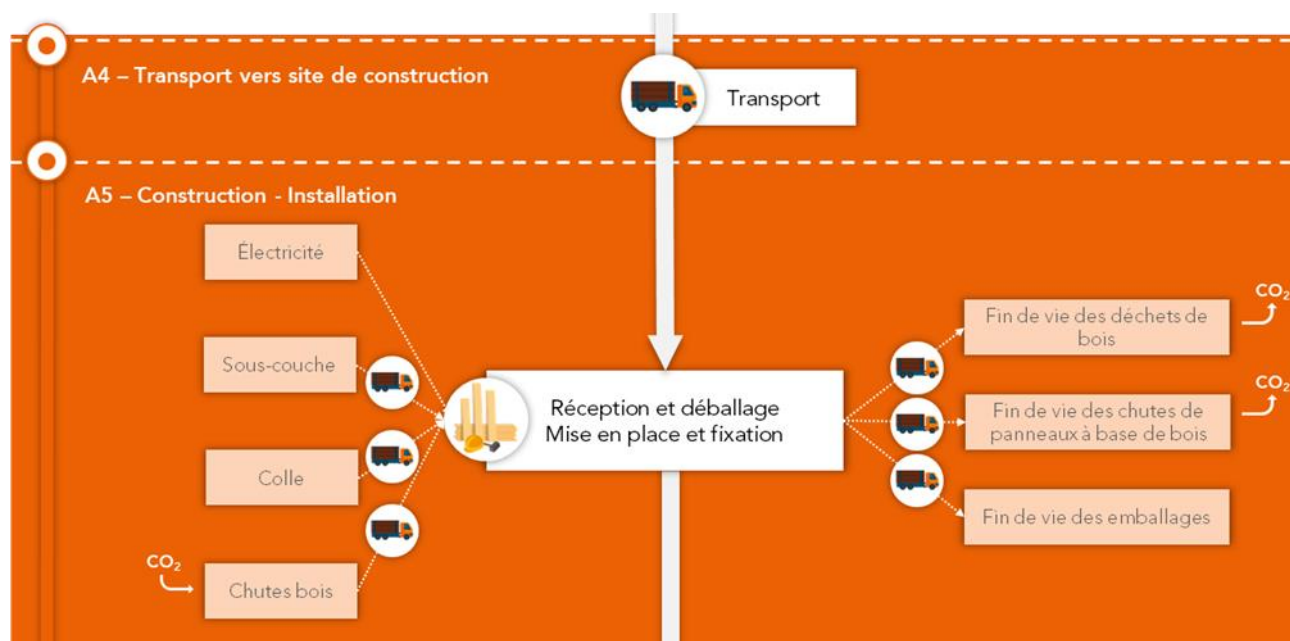 A4 – Transport vers site de construction
Transport
A5 – Construction - Installation
Électricité
Sous-couche
Colle
CO₂
Chutes bois
Réception et déballage
Mise en place et fixation
Fin de vie des déchets de
bois
CO₂
Fin de vie des chutes de
panneaux à base de bois
CO₂
Fin de vie des emballages